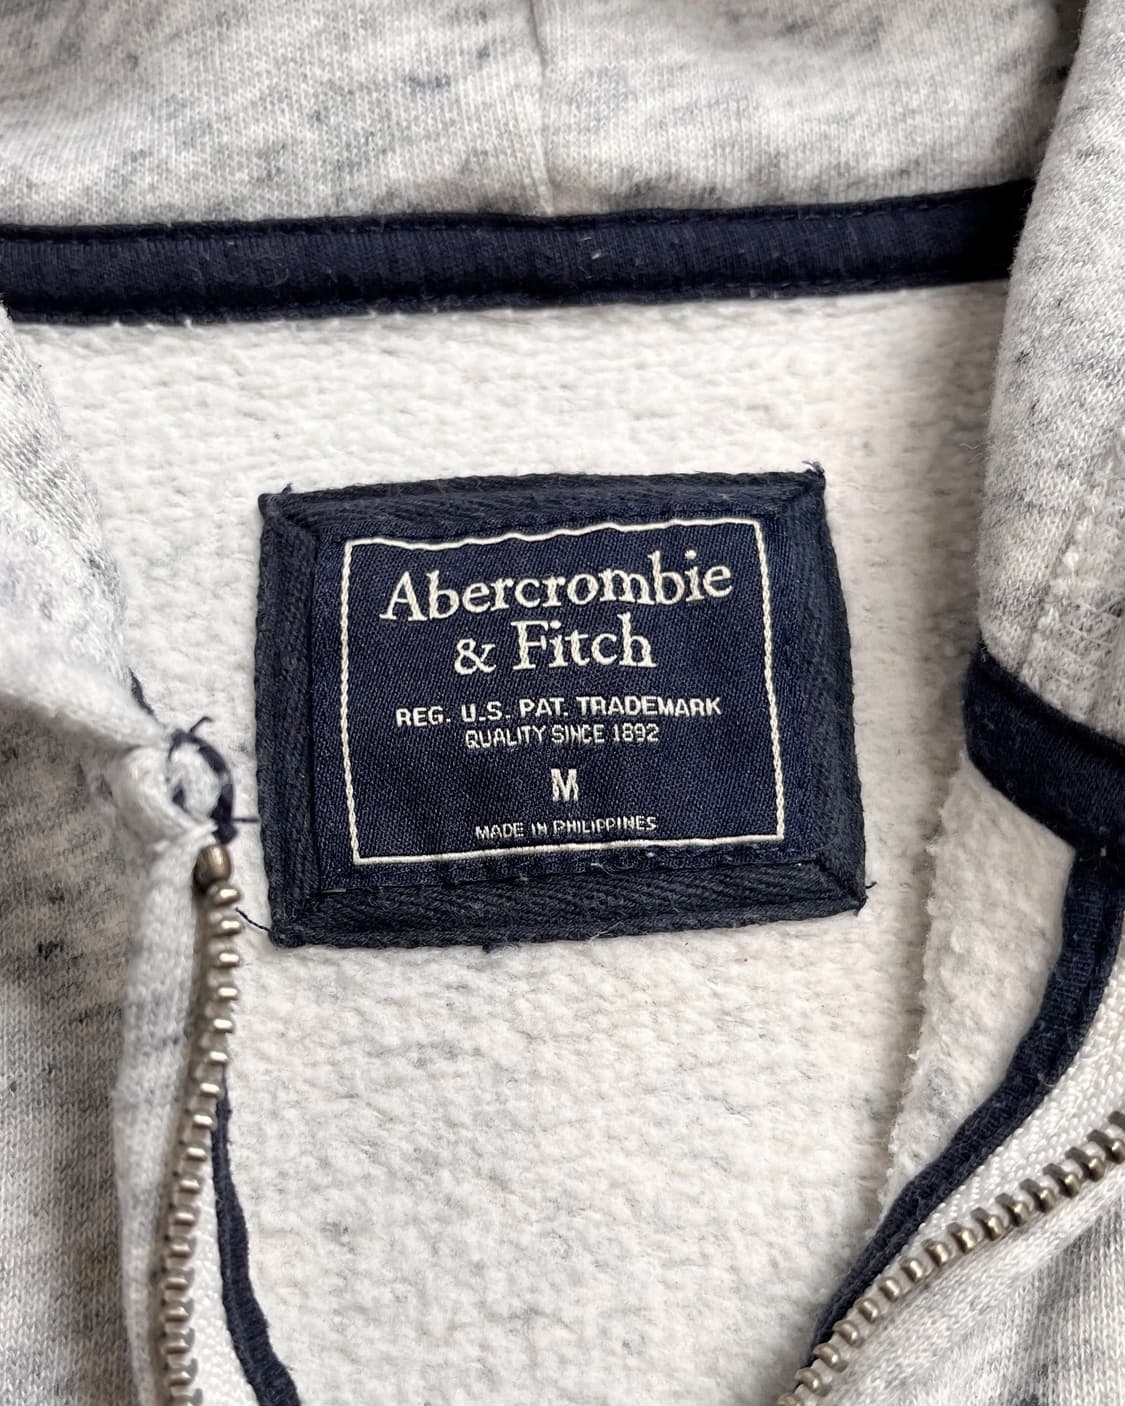 Abercrombie
& Fitch
REG. U.S. PAT. TRADEMARK
QUALITY SINCE 1892
M
MADE IN PHILIPPINES